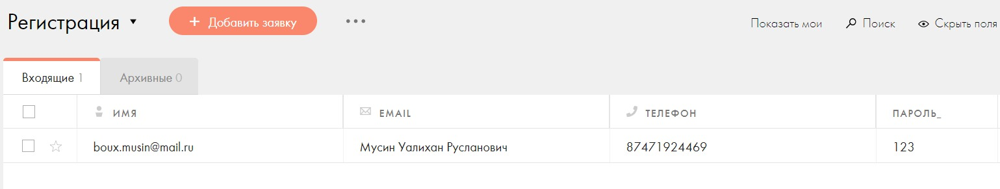 Регистрация + Добавить заявку ••• Показать мои Поиск Скрыть поля
Входящие 1 Архивные 0
ИМЯ EMAIL ТЕЛЕФОН ПАРОЛЬ_
boux.musin@mail.ru Мусин Уалихан Русланович 87471924469 123